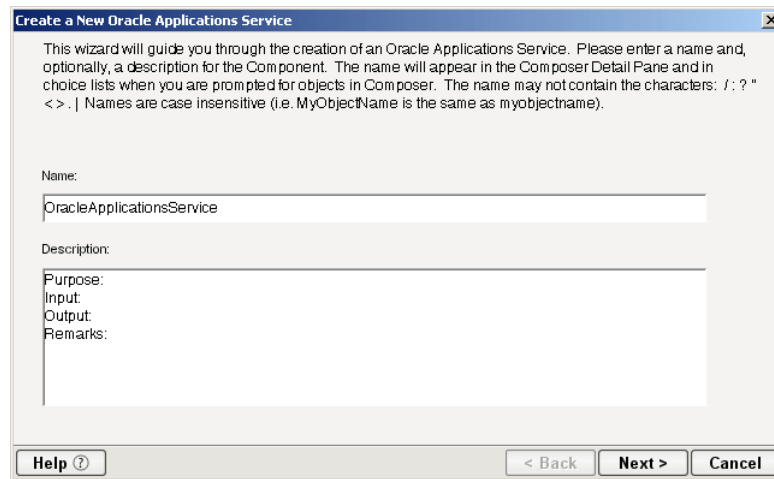 Create a New Oracle Applications Service
This wizard will guide you through the creation of an Oracle Applications Service. Please enter a name and,
optionally, a description for the Component. The name will appear in the Composer Detail Pane and in
choice lists when you are prompted for objects in Composer. The name may not contain the characters: / : ? "
< > . | Names are case insensitive (i.e. MyObjectName is the same as myobjectname).
Name:
OracleApplicationsService
Description:
Purpose:
Input:
Output:
Remarks:
Help ?
< Back Next > Cancel